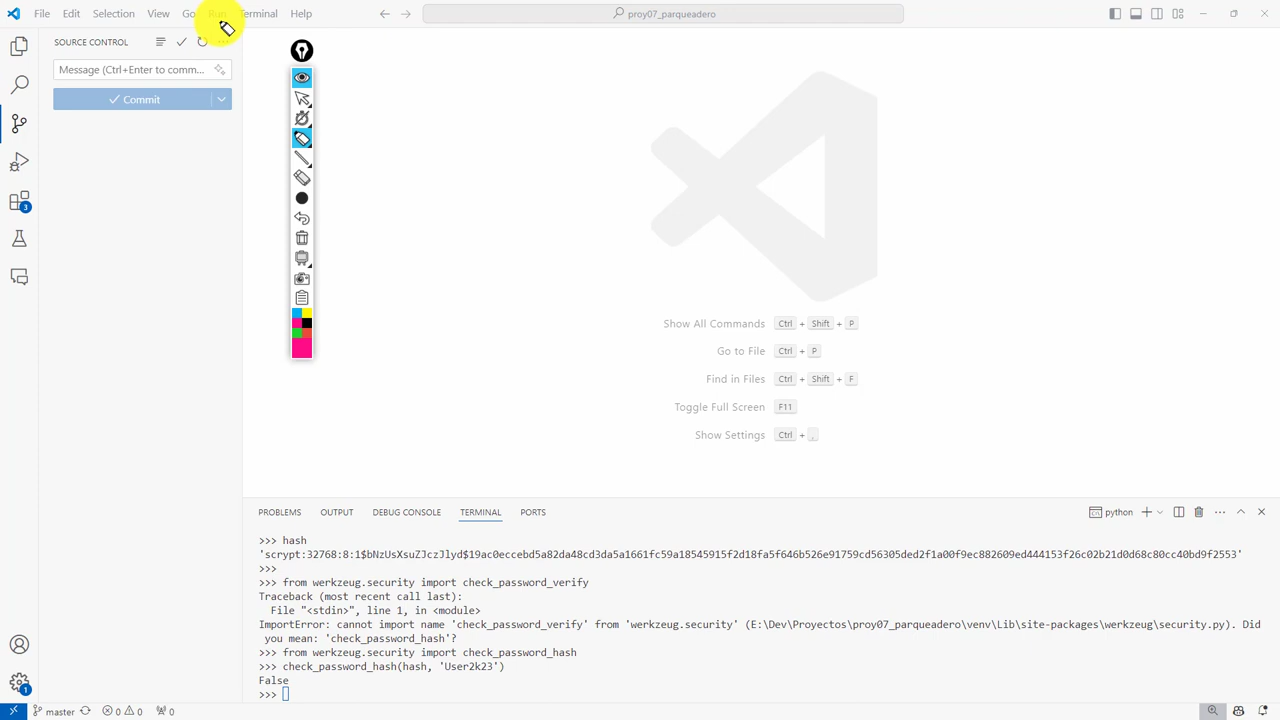 File Edit Selection View Go Run Terminal Help
proy07_parqueadero
SOURCE CONTROL
Message (Ctrl+Enter to comm...
Commit
3
1
Show All Commands Ctrl + Shift + P
Go to File Ctrl + P
Find in Files Ctrl + Shift + F
Toggle Full Screen F11
Show Settings Ctrl + ,
PROBLEMS OUTPUT DEBUG CONSOLE TERMINAL PORTS
python
>>> hash
'scrypt:32768:8:1$bNzUsXsuZJczJlyd$19ac0eccebd5a82da48cd3da5a1661fc59a18545915f2d18fa5f646b526e91759cd56305ded2f1a00f9ec882609ed444153f26c02b21d0d68c80cc40bd9f2553'
>>>
>>> from werkzeug.security import check_password_verify
Traceback (most recent call last):
File "<stdin>", line 1, in <module>
ImportError: cannot import name 'check_password_verify' from 'werkzeug.security' (E:\Dev\Proyectos\proy07_parqueadero\venv\Lib\site-packages\werkzeug\security.py). Did
you mean: 'check_password_hash'?
>>> from werkzeug.security import check_password_hash
>>> check_password_hash(hash, 'User2k23')
False
>>>
master 0 0 0